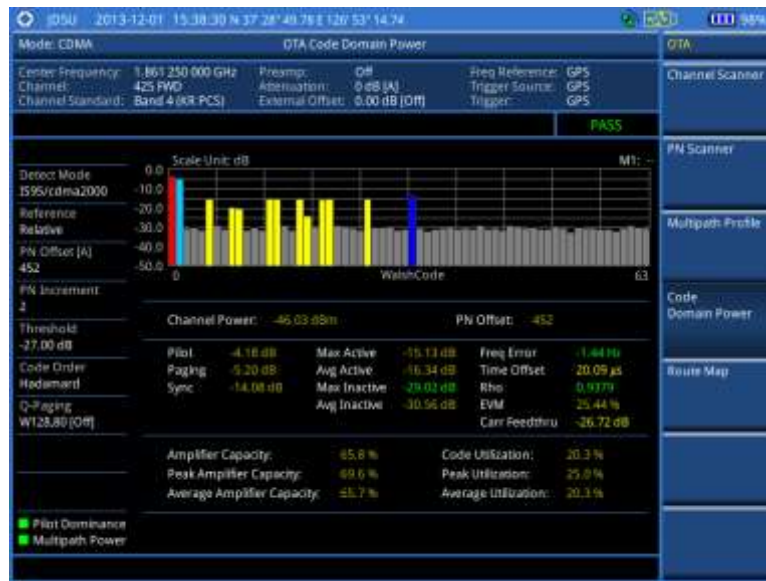 JDSU 2013-12-01 15:38:30 N 37° 28' 49.78 E 126° 53' 14.74 98%
Mode: CDMA OTA Code Domain Power OTA
Center Frequency: 1.861 250 000 GHz Preamp: Off Freq Reference: GPS
Channel: 425 FWD Attenuation: 0 dB [A] Trigger Source: GPS
Channel Standard: Band 4 (KR PCS) External Offset: 0.00 dB [Off] Trigger: GPS
Channel Scanner
PASS
PN Scanner
Scale Unit: dB M1: --
Detect Mode
IS95/cdma2000
Reference
Relative
PN Offset [A]
452
PN Increment
2
Threshold
-27.00 dB
Code Order
Hadamard
Q-Paging
W128,80 [Off]
Pilot Dominance
Multipath Power
0.0
-10.0
-20.0
-30.0
-40.0
-50.0
0 WalshCode 63
Channel Power: -46.03 dBm PN Offset: 452
Pilot -4.18 dB Max Active -15.13 dB Freq Error -1.44 Hz
Paging -5.20 dB Avg Active -16.34 dB Time Offset 20.09 µs
Sync -14.08 dB Max Inactive -29.02 dB Rho 0.9379
Avg Inactive -30.56 dB EVM 25.44 %
Carr Feedthru -26.72 dB
Amplifier Capacity: 65.8 % Code Utilization: 20.3 %
Peak Amplifier Capacity: 69.6 % Peak Utilization: 25.0 %
Average Amplifier Capacity: 65.7 % Average Utilization: 20.3 %
Multipath Profile
Code
Domain Power
Route Map